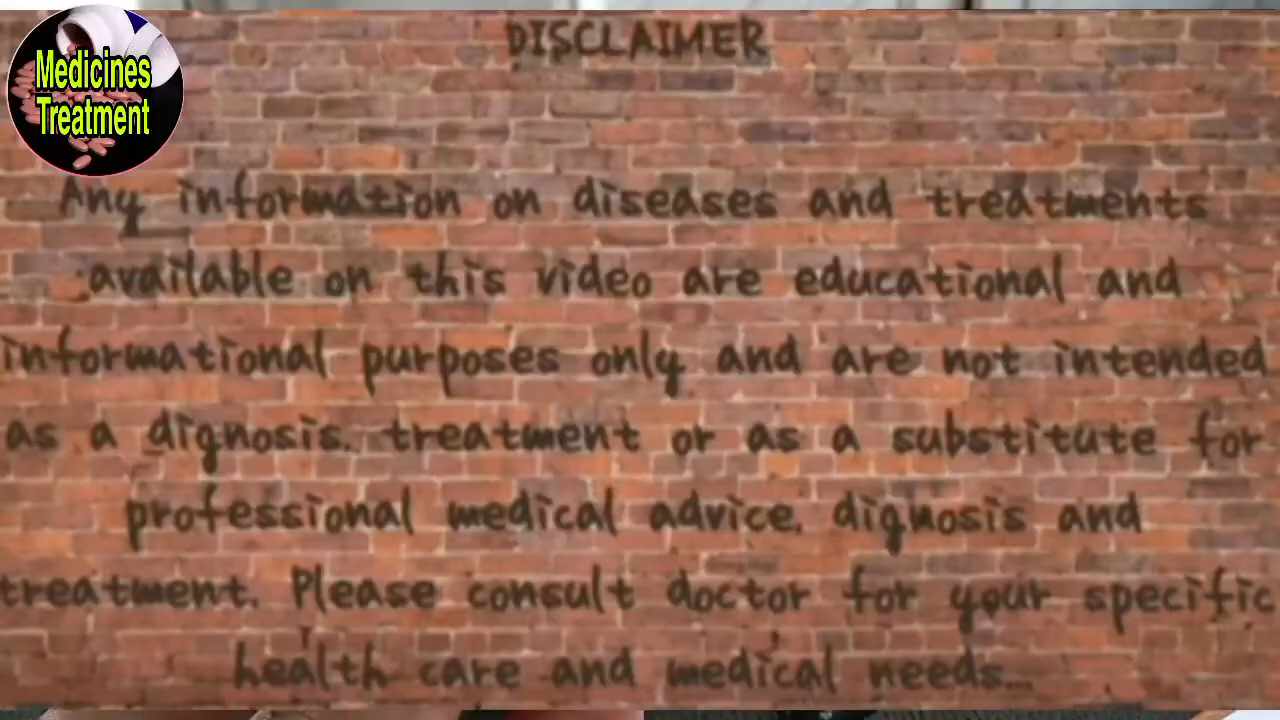 DISCLAIMER
Medicines
Treatment
Any information on diseases and treatments
available on this video are educational and
informational purposes only and are not intended
as a dignosis. treatment or as a substitute for
professional medical advice. dignosis and
treatment. Please consult doctor for your specific
health care and medical needs...